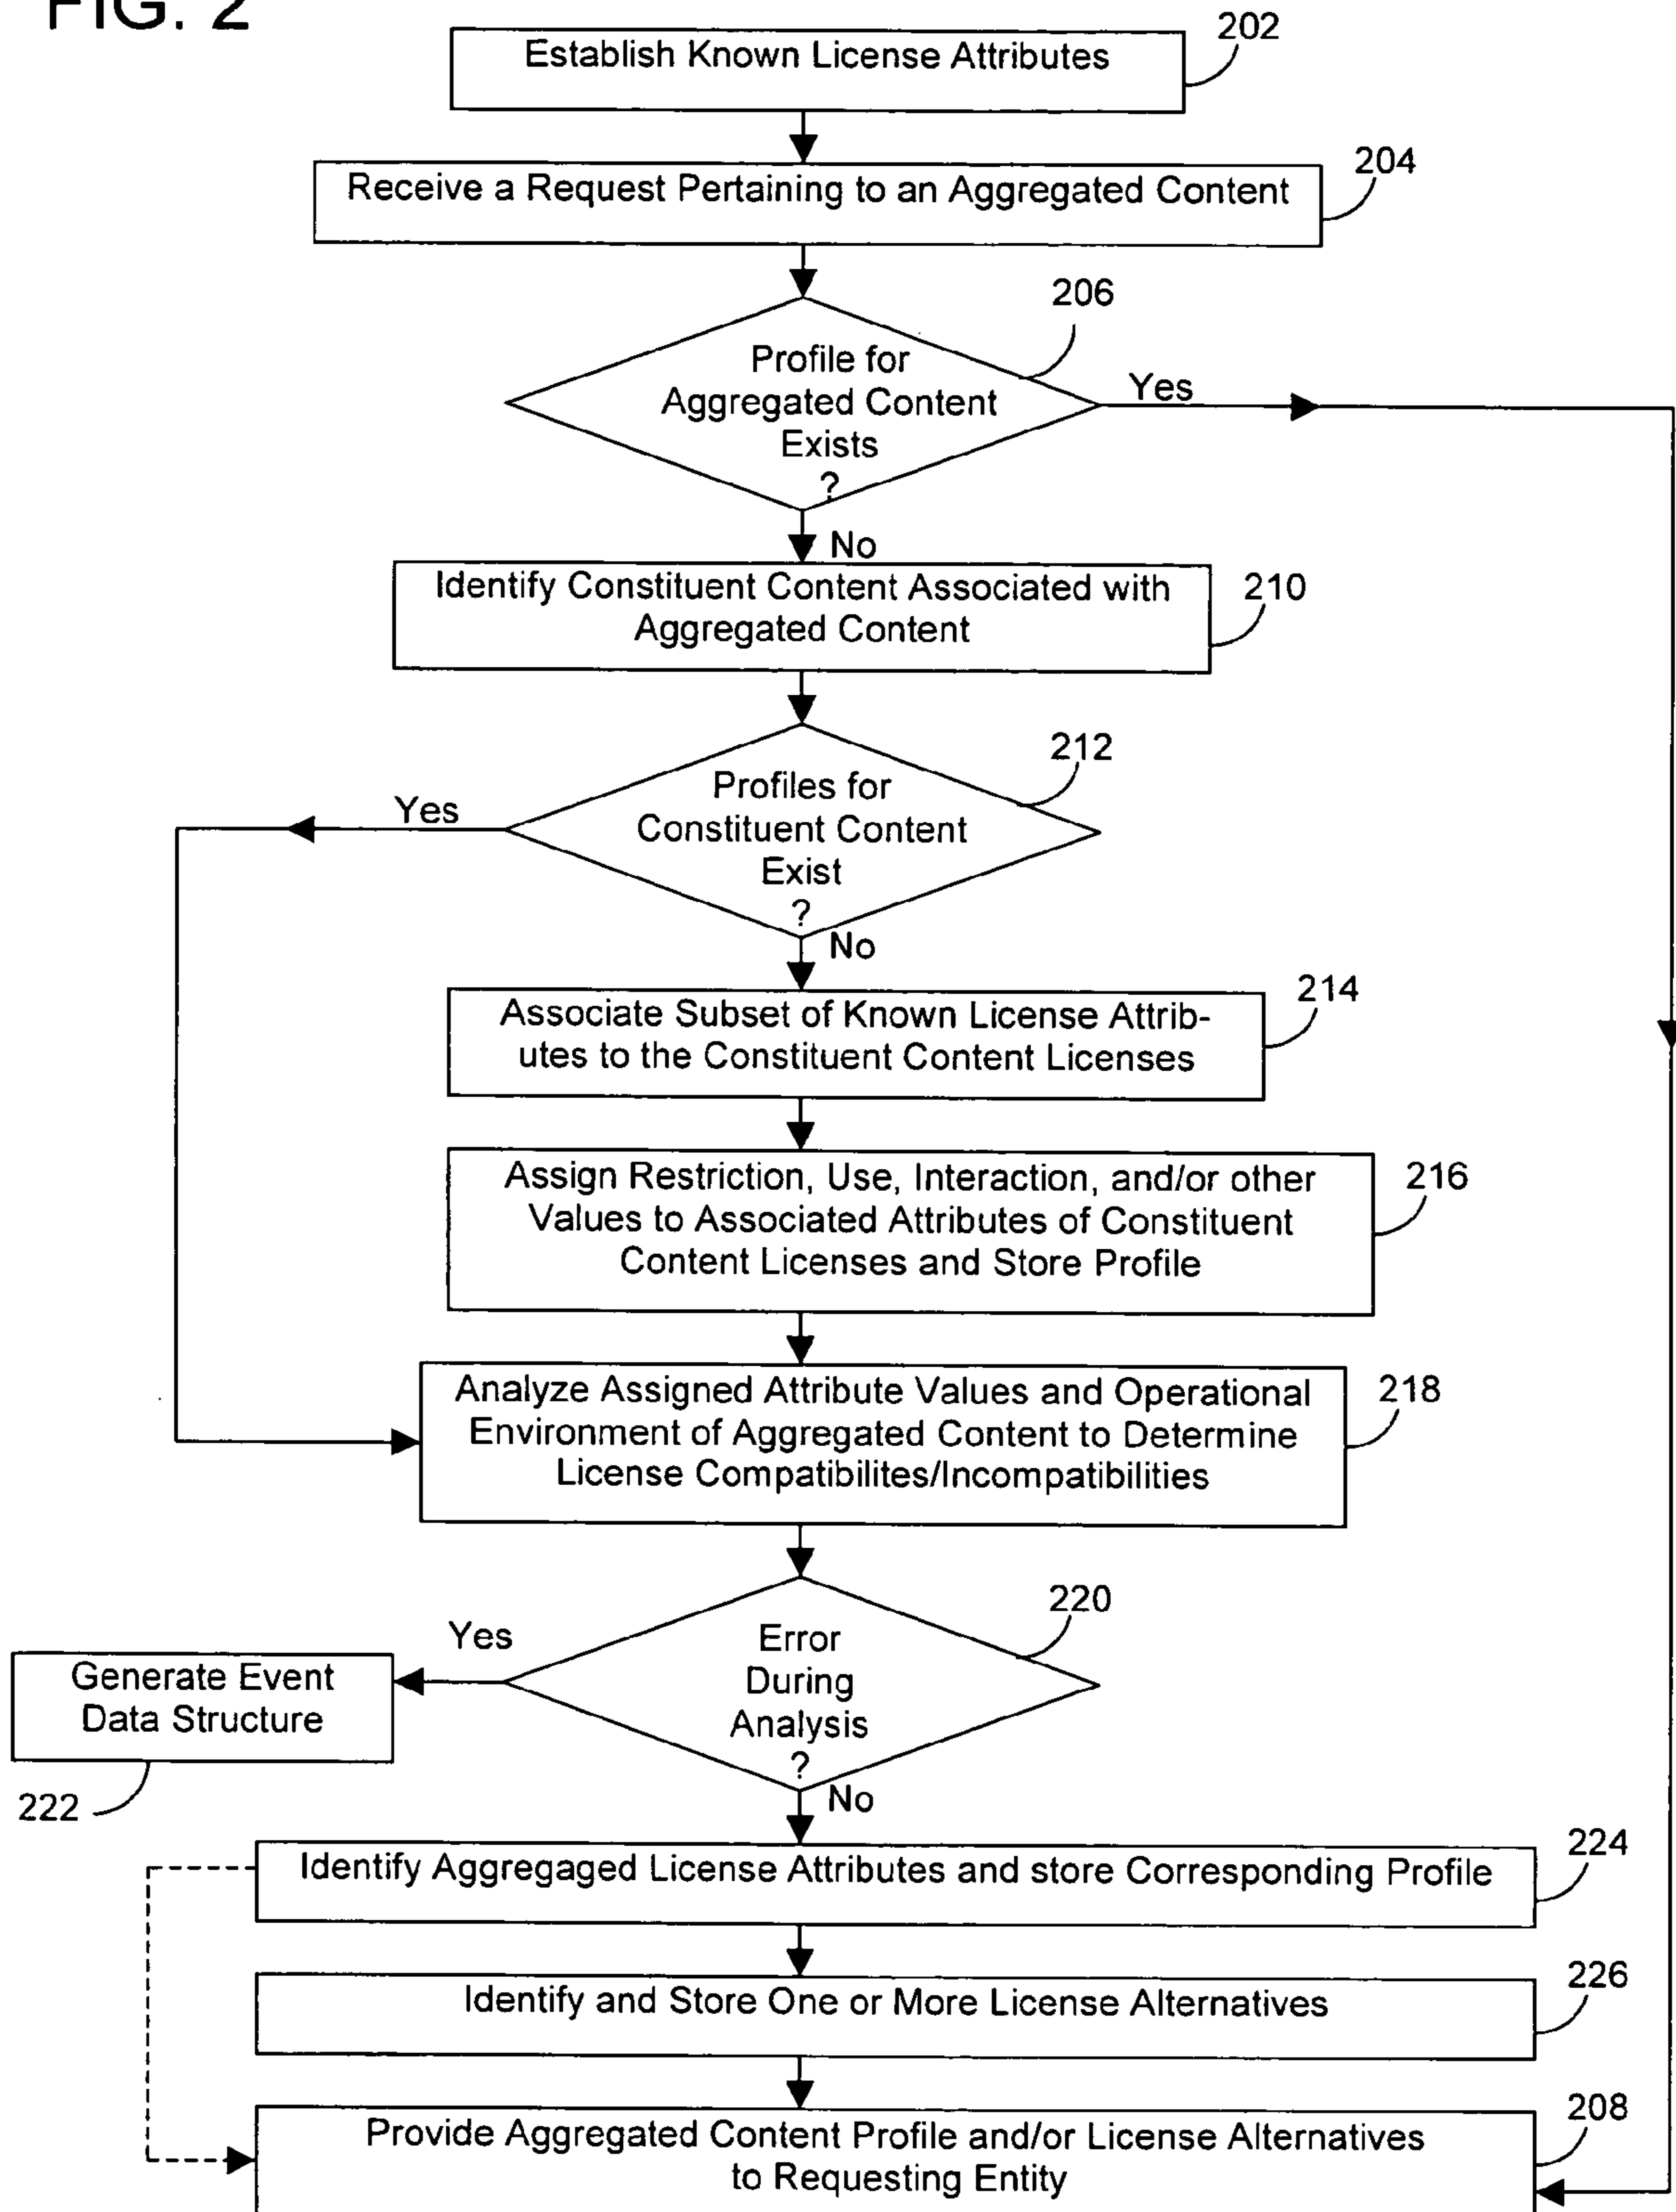 FIG. 2
Establish Known License Attributes
202
Receive a Request Pertaining to an Aggregated Content
204
206
Profile for
Aggregated Content
Exists
?
Yes
No
Identify Constituent Content Associated with
Aggregated Content
210
212
Profiles for
Constituent Content
Exist
?
Yes
No
Associate Subset of Known License Attrib-
utes to the Constituent Content Licenses
214
Assign Restriction, Use, Interaction, and/or other
Values to Associated Attributes of Constituent
Content Licenses and Store Profile
216
Analyze Assigned Attribute Values and Operational
Environment of Aggregated Content to Determine
License Compatibilites/Incompatibilities
218
220
Error
During
Analysis
?
Yes
Generate Event
Data Structure
222
No
Identify Aggregaged License Attributes and store Corresponding Profile
224
Identify and Store One or More License Alternatives
226
Provide Aggregated Content Profile and/or License Alternatives
to Requesting Entity
208